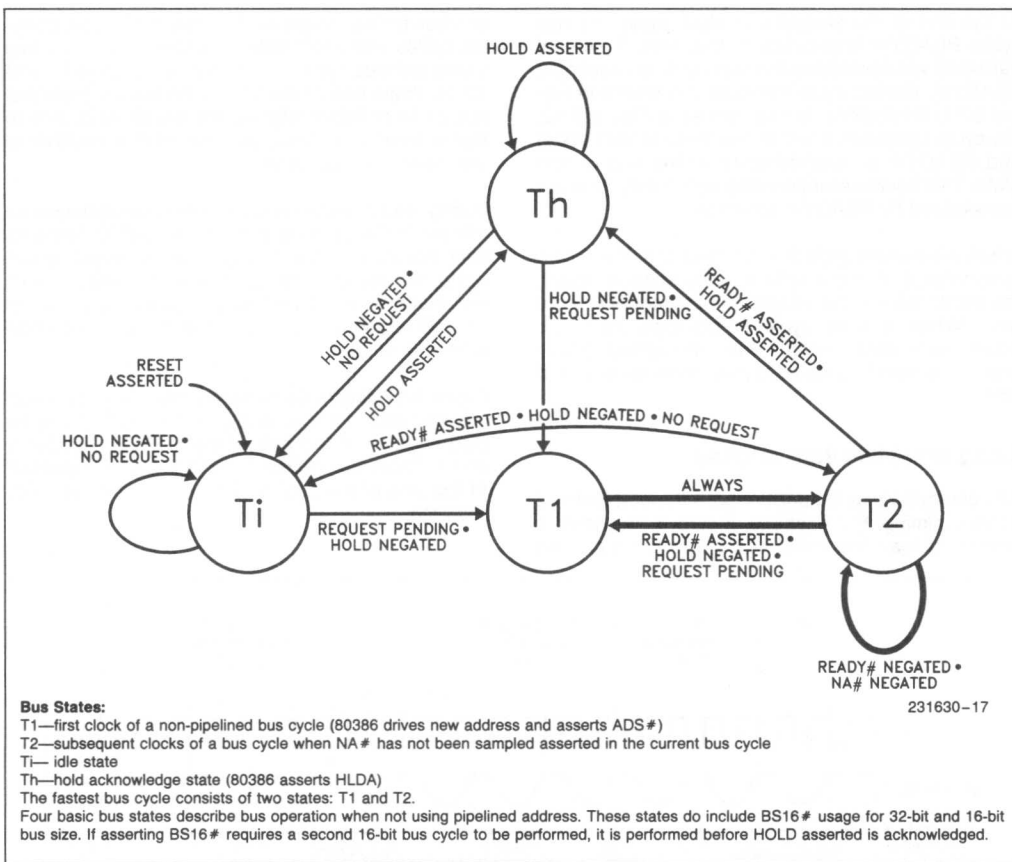 HOLD ASSERTED
Th
HOLD NEGATED •
NO REQUEST
HOLD ASSERTED
HOLD NEGATED •
REQUEST PENDING
READY# ASSERTED •
HOLD ASSERTED
RESET
ASSERTED
HOLD NEGATED •
NO REQUEST
READY# ASSERTED • HOLD NEGATED • NO REQUEST
Ti
REQUEST PENDING •
HOLD NEGATED
T1
ALWAYS
READY# ASSERTED •
HOLD NEGATED •
REQUEST PENDING
T2
READY# NEGATED •
NA# NEGATED
231630–17
Bus States:
T1—first clock of a non-pipelined bus cycle (80386 drives new address and asserts ADS#)
T2—subsequent clocks of a bus cycle when NA# has not been sampled asserted in the current bus cycle
Ti— idle state
Th—hold acknowledge state (80386 asserts HLDA)
The fastest bus cycle consists of two states: T1 and T2.
Four basic bus states describe bus operation when not using pipelined address. These states do include BS16# usage for 32-bit and 16-bit
bus size. If asserting BS16# requires a second 16-bit bus cycle to be performed, it is performed before HOLD asserted is acknowledged.